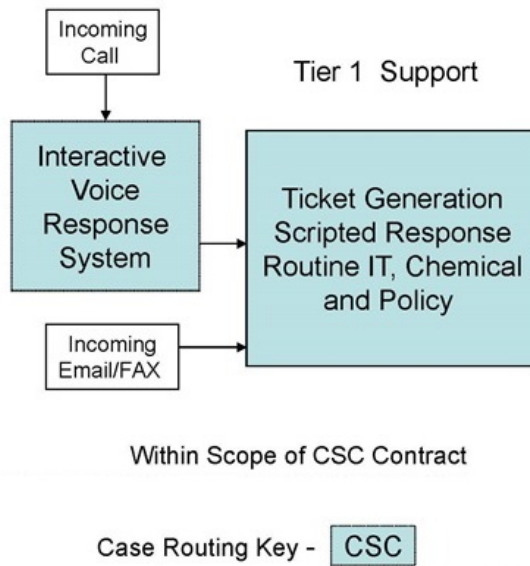 Incoming
Call
Tier 1 Support
Interactive
Voice
Response
System
Ticket Generation
Scripted Response
Routine IT, Chemical
and Policy
Incoming
Email/FAX
Within Scope of CSC Contract
Case Routing Key - CSC